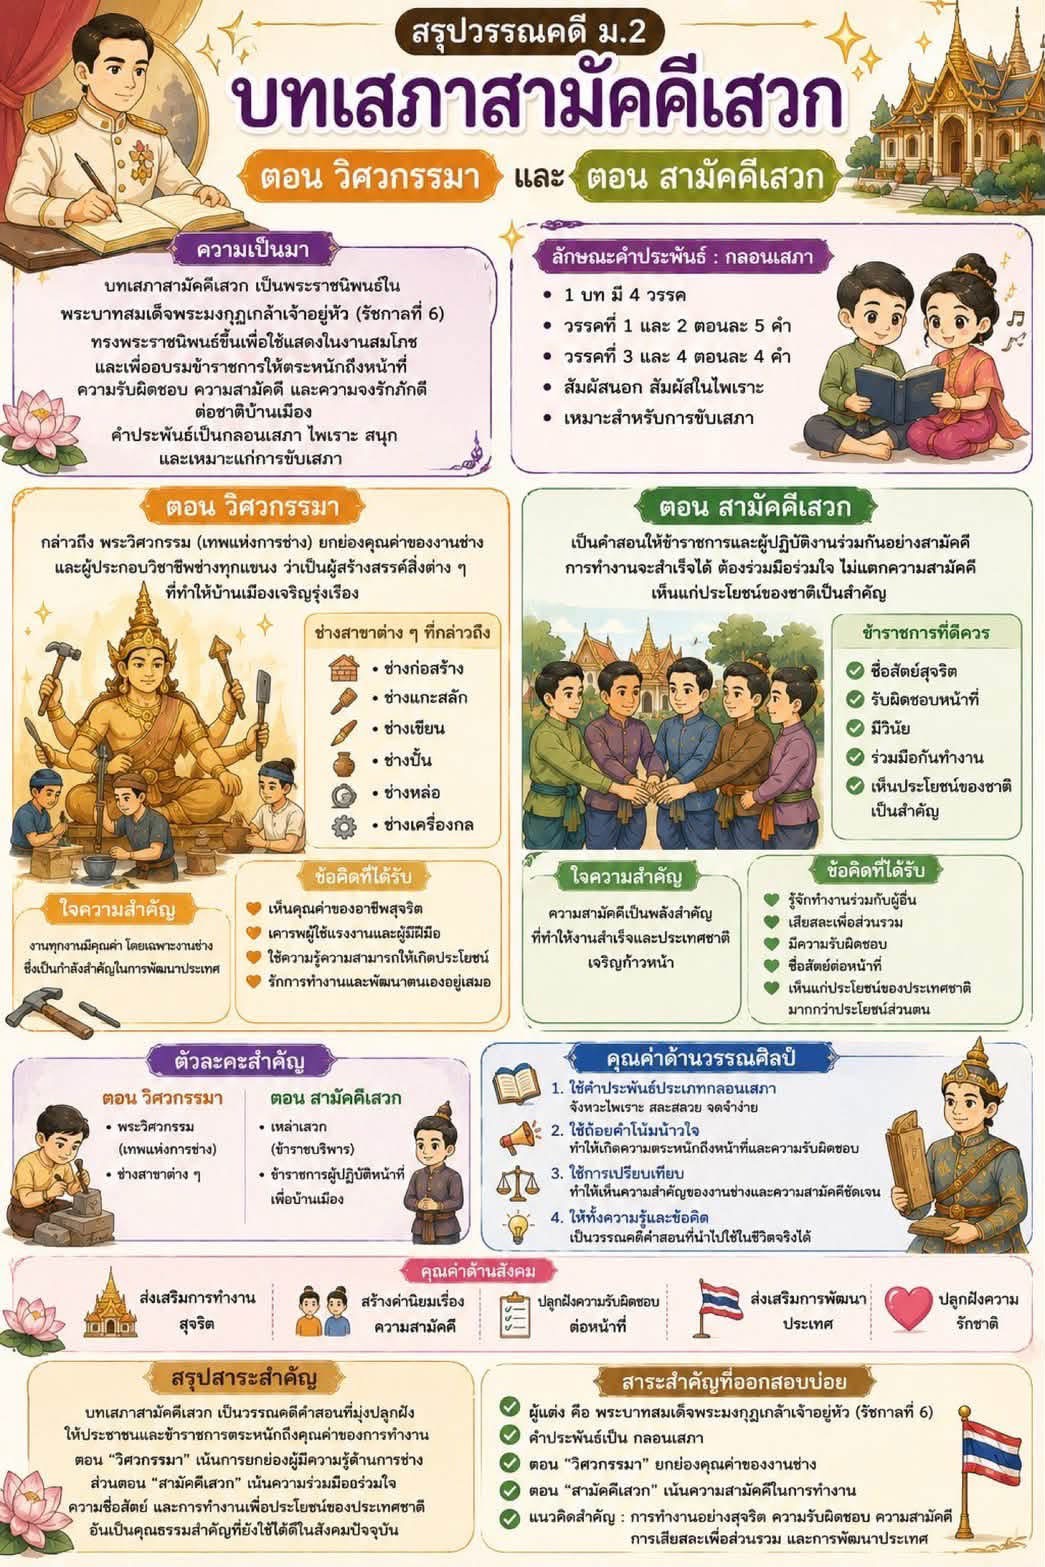 สรุปวรรณคดี ม.2
บทเสภาสามัคคีเสวก
ตอน วิศวกรรมา และ ตอน สามัคคีเสวก
ความเป็นมา
บทเสภาสามัคคีเสวก เป็นพระราชนิพนธ์ใน
พระบาทสมเด็จพระมงกุฎเกล้าเจ้าอยู่หัว (รัชกาลที่ 6)
ทรงพระราชนิพนธ์ขึ้นเพื่อใช้แสดงในงานสมโภช
และเพื่ออบรมข้าราชการให้ตระหนักถึงหน้าที่
ความรับผิดชอบ ความสามัคดี และความจงรักภักดี
ต่อชาติบ้านเมือง
คำประพันธ์เป็นกลอนเสภา ไพเราะ สนุก
และเหมาะแก่การขับเสภา
ลักษณะคำประพันธ์ : กลอนเสภา
• 1 บท มี 4 วรรค
• วรรคที่ 1 และ 2 ตอนละ 5 คำ
• วรรคที่ 3 และ 4 ตอนละ 4 คำ
• สัมผัสนอก สัมผัสในไพเราะ
• เหมาะสำหรับการขับเสภา
ตอน วิศวกรรมา
กล่าวถึง พระวิศวกรรม (เทพแห่งการช่าง) ยกย่องคุณค่าของงานช่าง
และผู้ประกอบวิชาชีพช่างทุกแขนง ว่าเป็นผู้สร้างสรรค์สิ่งต่าง ๆ
ที่ทำให้บ้านเมืองเจริญรุ่งเรือง
ช่างสาขาต่าง ๆ ที่กล่าวถึง
• ช่างก่อสร้าง
• ช่างแกะสลัก
• ช่างเขียน
• ช่างปั้น
• ช่างหล่อ
• ช่างเครื่องกล
ใจความสำคัญ
งานทุกงานมีคุณค่า โดยเฉพาะงานช่าง
ซึ่งเป็นกำลังสำคัญในการพัฒนาประเทศ
ข้อคิดที่ได้รับ
เห็นคุณค่าของอาชีพสุจริต
เคารพผู้ใช้แรงงานและผู้มีฝีมือ
ใช้ความรู้ความสามารถให้เกิดประโยชน์
รักการทำงานและพัฒนาตนเองอยู่เสมอ
ตอน สามัคคีเสวก
เป็นคำสอนให้ข้าราชการและผู้ปฏิบัติงานร่วมกันอย่างสามัคคี
การทำงานจะสำเร็จได้ ต้องร่วมมือร่วมใจ ไม่แตกความสามัคคี
เห็นแก่ประโยชน์ของชาติเป็นสำคัญ
ข้าราชการที่ดีควร
ซื่อสัตย์สุจริต
รับผิดชอบหน้าที่
มีวินัย
ร่วมมือกันทำงาน
เห็นประโยชน์ของชาติ
เป็นสำคัญ
ใจความสำคัญ
ความสามัคคีเป็นพลังสำคัญ
ที่ทำให้งานสำเร็จและประเทศชาติ
เจริญก้าวหน้า
ข้อคิดที่ได้รับ
รู้จักทำงานร่วมกับผู้อื่น
เสียสละเพื่อส่วนรวม
มีความรับผิดชอบ
ซื่อสัตย์ต่อหน้าที่
เห็นแก่ประโยชน์ของประเทศชาติ
มากกว่าประโยชน์ส่วนตน
ตัวละคะสำคัญ
ตอน วิศวกรรมา
• พระวิศวกรรม
(เทพแห่งการช่าง)
• ช่างสาขาต่าง ๆ
ตอน สามัคคีเสวก
• เหล่าเสวก
(ข้าราชบริพาร)
• ข้าราชการผู้ปฏิบัติหน้าที่
เพื่อบ้านเมือง
คุณค่าด้านวรรณศิลป์
1. ใช้คำประพันธ์ประเภทกลอนเสภา
จังหวะไพเราะ สละสลวย จดจำง่าย
2. ใช้ถ้อยคำโน้มน้าวใจ
ทำให้เกิดความตระหนักถึงหน้าที่และความรับผิดชอบ
3. ใช้การเปรียบเทียบ
ทำให้เห็นความสำคัญของงานช่างและความสามัคคีชัดเจน
4. ให้ทั้งความรู้และข้อคิด
เป็นวรรณคดีคำสอนที่นำไปใช้ในชีวิตจริงได้
คุณค่าด้านสังคม
ส่งเสริมการทำงาน
สุจริต
สร้างค่านิยมเรื่อง
ความสามัคคี
ปลูกฝังความรับผิดชอบ
ต่อหน้าที่
ส่งเสริมการพัฒนา
ประเทศ
ปลูกฝังความ
รักชาติ
สรุปสาระสำคัญ
บทเสภาสามัคคีเสวก เป็นวรรณคดีคำสอนที่มุ่งปลูกฝัง
ให้ประชาชนและข้าราชการตระหนักถึงคุณค่าของการทำงาน
ตอน "วิศวกรรมา" เน้นการยกย่องผู้มีความรู้ด้านการช่าง
ส่วนตอน "สามัคคีเสวก" เน้นความร่วมมือร่วมใจ
ความซื่อสัตย์ และการทำงานเพื่อประโยชน์ของประเทศชาติ
อันเป็นคุณธรรมสำคัญที่ยังใช้ได้ดีในสังคมปัจจุบัน
สาระสำคัญที่ออกสอบบ่อย
ผู้แต่ง คือ พระบาทสมเด็จพระมงกุฎเกล้าเจ้าอยู่หัว (รัชกาลที่ 6)
คำประพันธ์เป็น กลอนเสภา
ตอน "วิศวกรรมา" ยกย่องคุณค่าของงานช่าง
ตอน "สามัคคีเสวก" เน้นความสามัคคีในการทำงาน
แนวคิดสำคัญ : การทำงานอย่างสุจริต ความรับผิดชอบ ความสามัคคี
การเสียสละเพื่อส่วนรวม และการพัฒนาประเทศ